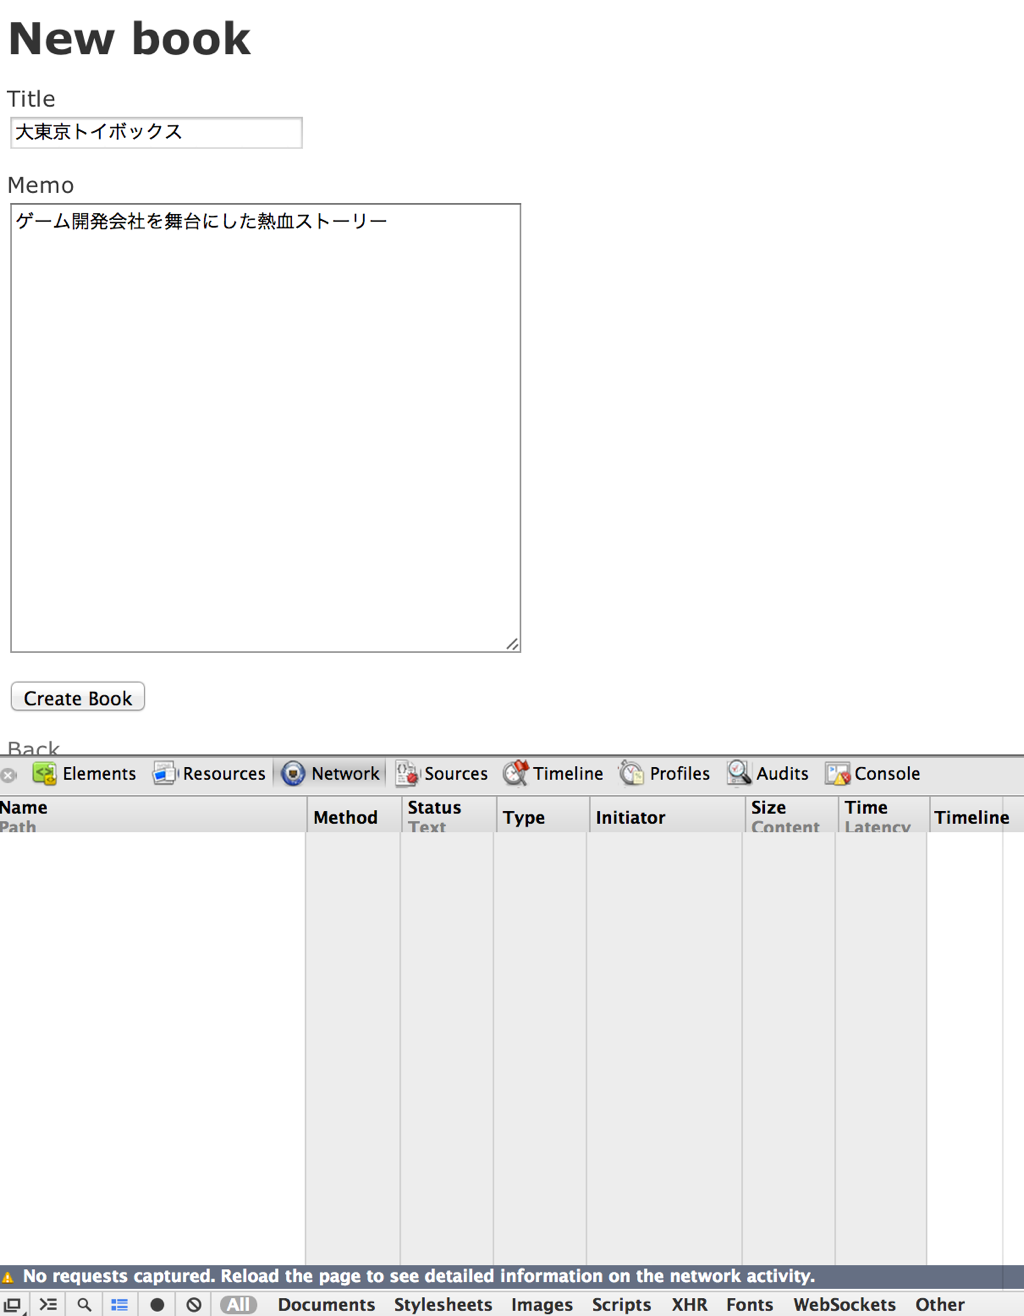 New book
Title
大東京トイボックス
Memo
ゲーム開発会社を舞台にした熱血ストーリー
Create Book
Back
Elements Resources Network Sources Timeline Profiles Audits Console
Name Method Status Type Initiator Size Time Timeline
Path Text Content Latency
No requests captured. Reload the page to see detailed information on the network activity.
All Documents Stylesheets Images Scripts XHR Fonts WebSockets Other